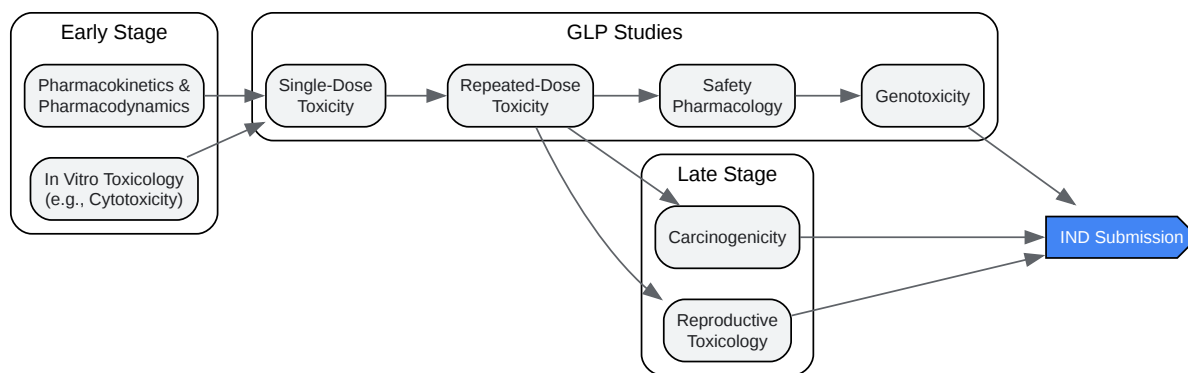 Early Stage
Pharmacokinetics &
Pharmacodynamics
In Vitro Toxicology
(e.g., Cytotoxicity)
GLP Studies
Single-Dose
Toxicity
Repeated-Dose
Toxicity
Safety
Pharmacology
Genotoxicity
Late Stage
Carcinogenicity
Reproductive
Toxicology
IND Submission